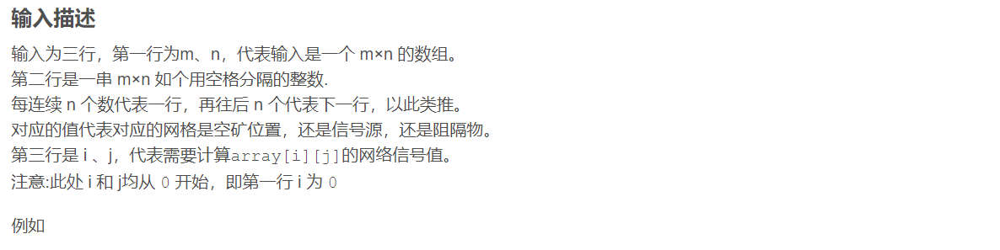 输入描述
输入为三行，第一行为m、n，代表输入是一个 m×n 的数组。
第二行是一串 m×n 如个用空格分隔的整数.
每连续 n 个数代表一行，再往后 n 个代表下一行，以此类推。
对应的值代表对应的网格是空矿位置，还是信号源，还是阻隔物。
第三行是 i 、j，代表需要计算array[i][j]的网络信号值。
注意:此处 i 和 j均从 0 开始，即第一行 i 为 0
例如